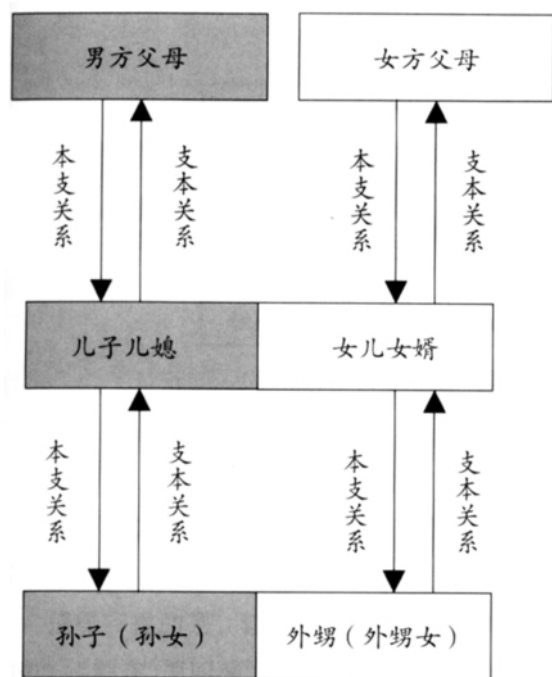 男方父母
女方父母
本支关系
支本关系
本支关系
支本关系
儿子儿媳
女儿女婿
本支关系
支本关系
本支关系
支本关系
孙子(孙女)
外甥(外甥女)